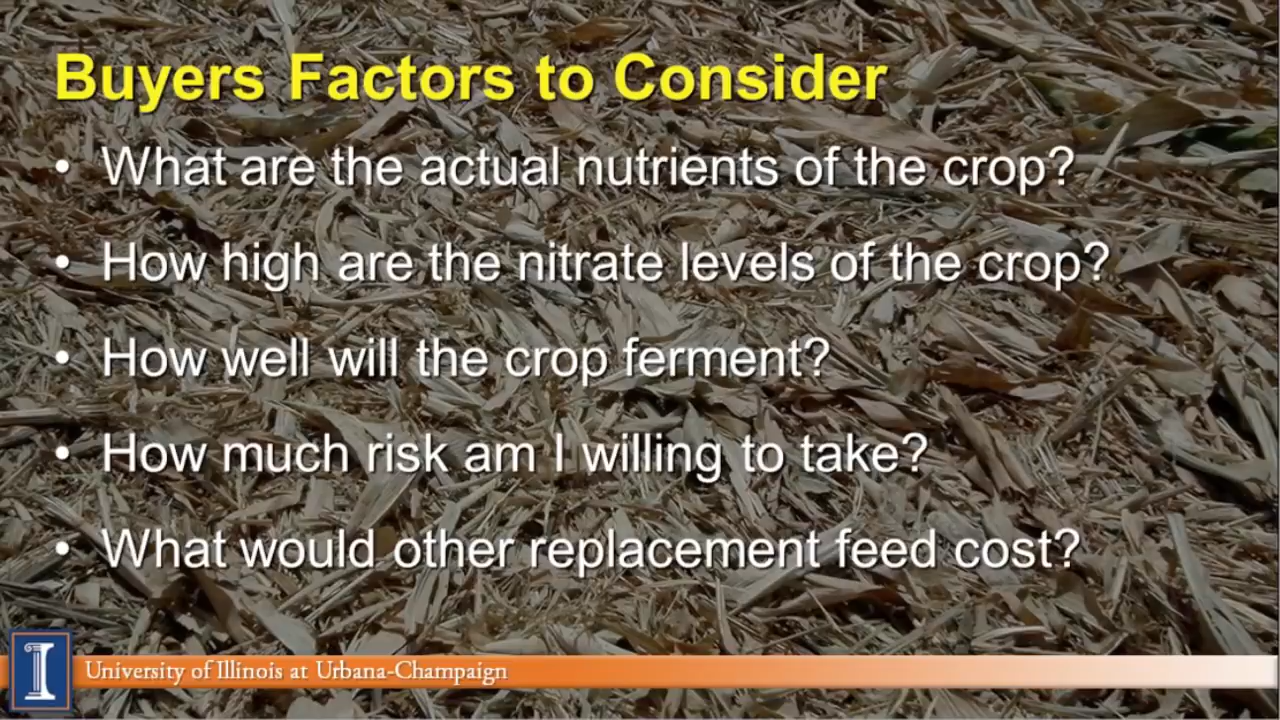 Buyers Factors to Consider
• What are the actual nutrients of the crop?
• How high are the nitrate levels of the crop?
• How well will the crop ferment?
• How much risk am I willing to take?
• What would other replacement feed cost?
I University of Illinois at Urbana-Champaign